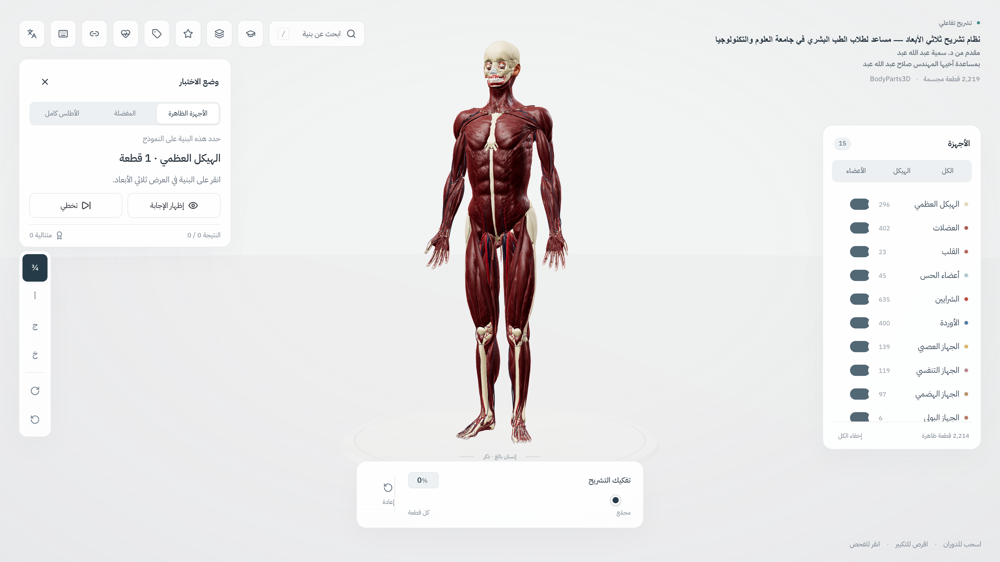 تشريح تفاعلي
نظام تشريح ثلاثي الأبعاد — مساعد لطلاب الطب البشري في جامعة العلوم والتكنولوجيا
مقدم من د. سمية عبد الله عبد
بمساعدة أخيها المهندس صلاح عبد الله عبد
2,219 قطعة مجسمة · BodyParts3D
ابحث عن بنية /
وضع الاختبار
الأجهزة الظاهرة المفضلة الأطلس كامل
حدد هذه البنية على النموذج
الهيكل العظمي · 1 قطعة
انقر على البنية في العرض ثلاثي الأبعاد.
إظهار الإجابة تخطي
النتيجة 0 / 0 متتالية 0
¾
أ
ج
خ
الأجهزة 15
الكل الهيكل الأعضاء
الهيكل العظمي 296
العضلات 402
القلب 23
أعضاء الحس 45
الشرايين 635
الأوردة 400
الجهاز العصبي 139
الجهاز التنفسي 119
الجهاز الهضمي 97
الجهاز البولي 6
2,214 قطعة ظاهرة إخفاء الكل
إنسان بالغ · ذكر
تفكيك التشريح 0%
مجمّع كل قطعة
إعادة
اسحب للدوران · اقرص للتكبير · انقر للفحص